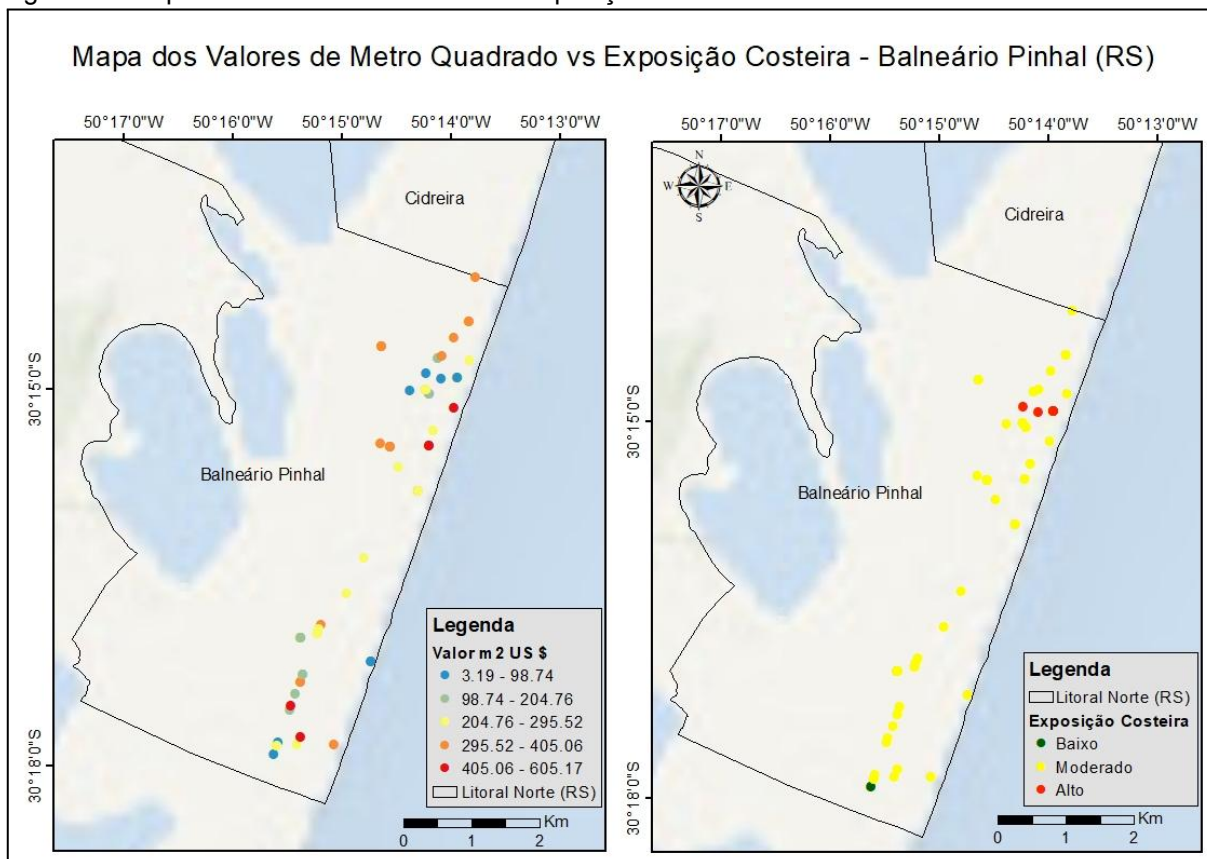 Mapa dos Valores de Metro Quadrado vs Exposição Costeira - Balneário Pinhal (RS)
50°17'0"W 50°16'0"W 50°15'0"W 50°14'0"W 50°13'0"W
Cidreira
30°15'0"S
Balneário Pinhal
30°18'0"S
Legenda
Valor m2 US $
3.19 - 98.74
98.74 - 204.76
204.76 - 295.52
295.52 - 405.06
405.06 - 605.17
Litoral Norte (RS)
Km
0 1 2
50°17'0"W 50°16'0"W 50°15'0"W 50°14'0"W 50°13'0"W
N
W E
S
Cidreira
30°15'0"S
Balneário Pinhal
30°18'0"S
Legenda
Litoral Norte (RS)
Exposição Costeira
Baixo
Moderado
Alto
Km
0 1 2